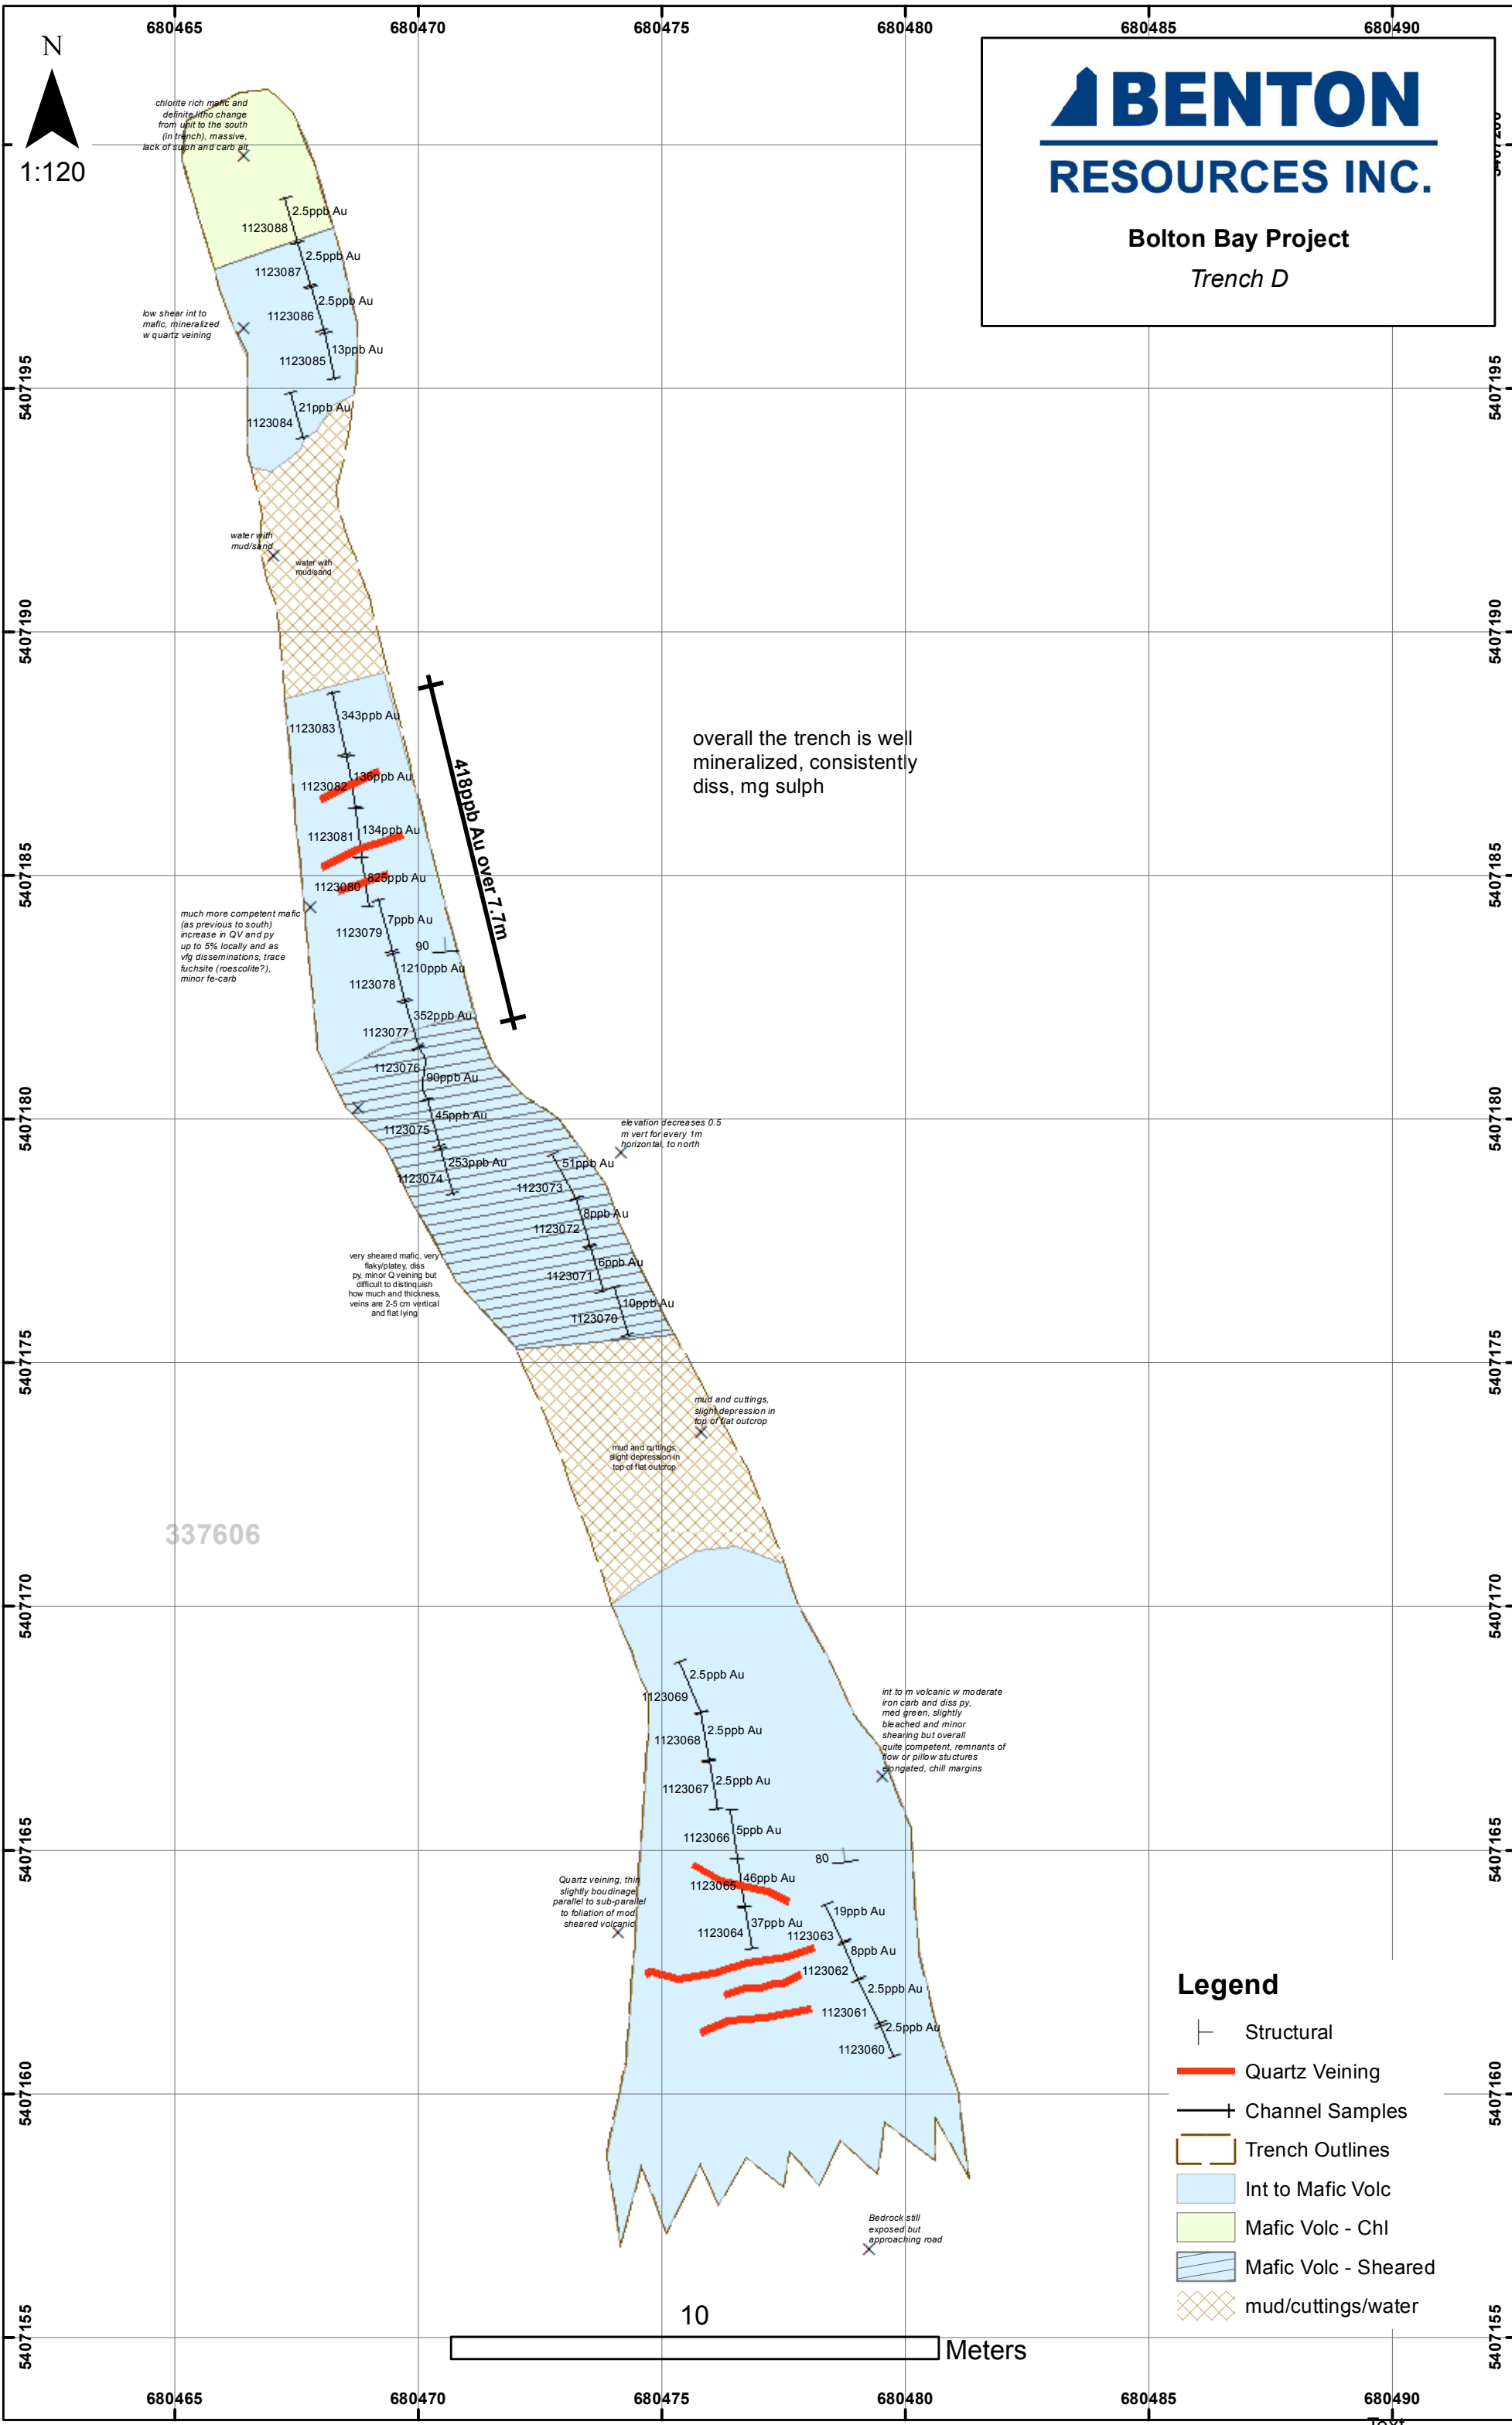 680465 680470 680475 680480 680485 680490
N
1:120
BENTON
RESOURCES INC.
Bolton Bay Project
Trench D
chlorite rich mafic and
definite litho change
from unit to the south
(in trench), massive,
lack of sulph and carb alt
2.5ppb Au
1123088
2.5ppb Au
1123087
2.5ppb Au
1123086
13ppb Au
1123085
low shear int to
mafic, mineralized
w quartz veining
21ppb Au
1123084
5407195
5407195
water with
mud/sand
water with
mud/sand
5407190
5407190
343ppb Au
1123083
136ppb Au
1123082
134ppb Au
1123081
825ppb Au
1123080
418ppb Au over 7.7m
overall the trench is well
mineralized, consistently
diss, mg sulph
5407185
5407185
much more competent mafic
(as previous to south)
increase in QV and py
up to 5% locally and as
vfg disseminations, trace
fuchsite (roescolite?),
minor fe-carb
7ppb Au
1123079
90
1210ppb Au
1123078
352ppb Au
1123077
1123076
90ppb Au
45ppb Au
1123075
253ppb Au
1123074
5407180
5407180
elevation decreases 0.5
m vert for every 1m
horizontal, to north
51ppb Au
1123073
8ppb Au
1123072
6ppb Au
1123071
10ppb Au
1123070
very sheared mafic, very
flaky/platey, diss
py, minor Q veining but
difficult to distinquish
how much and thickness,
veins are 2-5 cm vertical
and flat lying
5407175
5407175
mud and cuttings,
slight depression in
top of flat outcrop
mud and cuttings,
slight depression in
top of flat outcrop
337606
5407170
5407170
2.5ppb Au
1123069
2.5ppb Au
1123068
2.5ppb Au
1123067
5ppb Au
1123066
int to m volcanic w moderate
iron carb and diss py,
med green, slightly
bleached and minor
shearing but overall
quite competent, remnants of
flow or pillow stuctures
elongated, chill margins
5407165
5407165
80
46ppb Au
1123065
37ppb Au
1123064
Quartz veining, thin
slightly boudinage,
parallel to sub-parallel
to foliation of mod
sheared volcanic
19ppb Au
1123063
8ppb Au
1123062
2.5ppb Au
1123061
2.5ppb Au
1123060
5407160
5407160
Bedrock still
exposed but
approaching road
Legend
Structural
Quartz Veining
Channel Samples
Trench Outlines
Int to Mafic Volc
Mafic Volc - Chl
Mafic Volc - Sheared
mud/cuttings/water
10
Meters
5407155
5407155
680465 680470 680475 680480 680485 680490